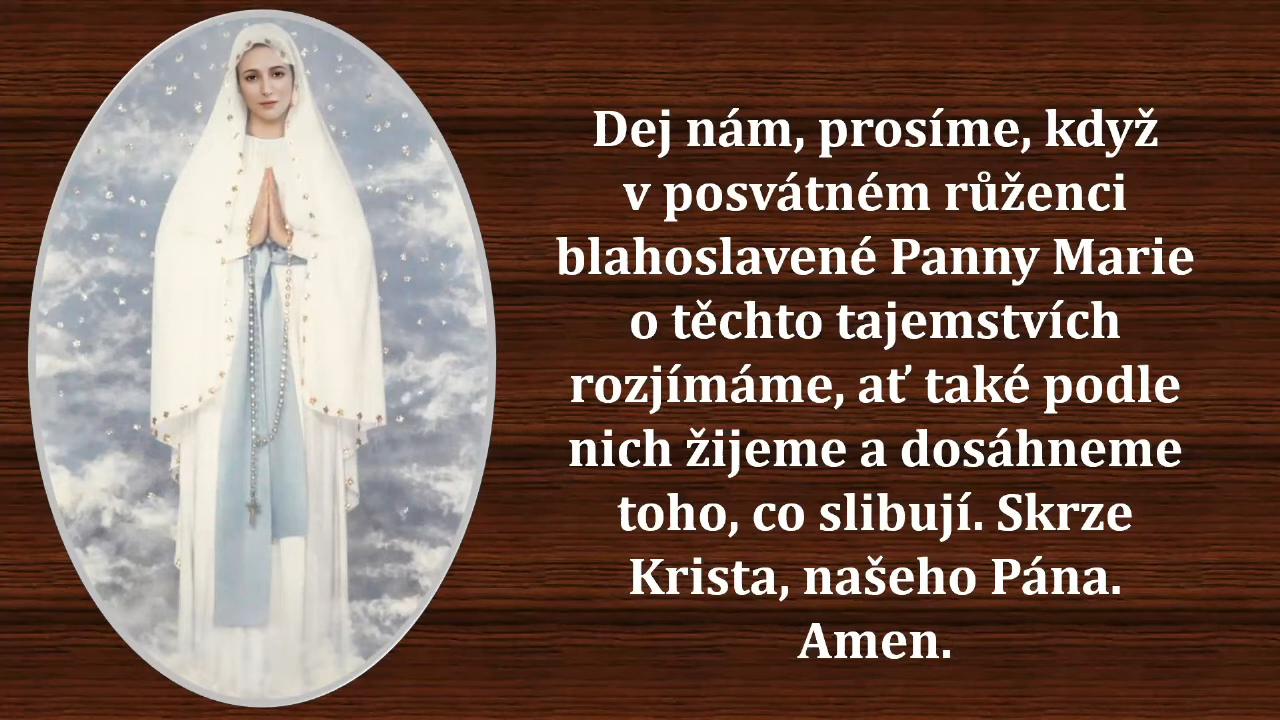 Dej nám, prosíme, když
v posvátném růženci
blahoslavené Panny Marie
o těchto tajemstvích
rozjímáme, ať také podle
nich žijeme a dosáhneme
toho, co slibují. Skrze
Krista, našeho Pána.
Amen.